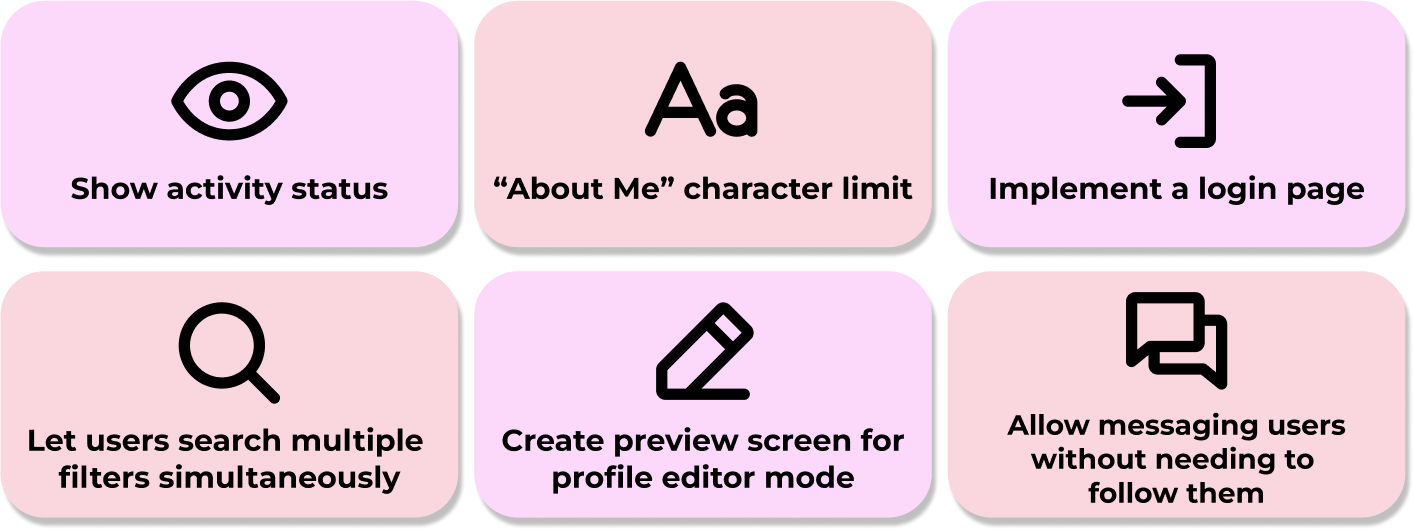 Aa
Show activity status
“About Me” character limit
Implement a login page
Let users search multiple
filters simultaneously
Create preview screen for
profile editor mode
Allow messaging users
without needing to
follow them